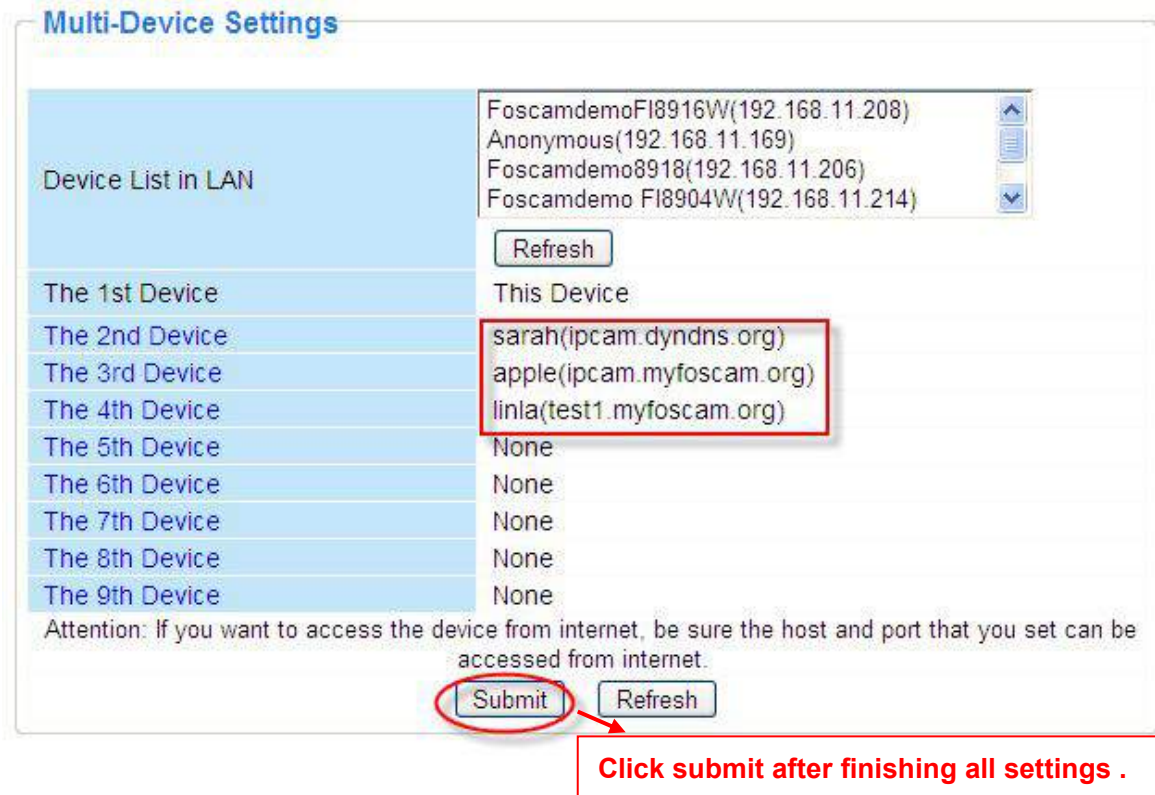 Multi-Device Settings
Device List in LAN
FoscamdemoFI8916W(192.168.11.208)
Anonymous(192.168.11.169)
Foscamdemo8918(192.168.11.206)
Foscamdemo FI8904W(192.168.11.214)
Refresh
The 1st Device This Device
The 2nd Device sarah(ipcam.dyndns.org)
The 3rd Device apple(ipcam.myfoscam.org)
The 4th Device linla(test1.myfoscam.org)
The 5th Device None
The 6th Device None
The 7th Device None
The 8th Device None
The 9th Device None
Attention: If you want to access the device from internet, be sure the host and port that you set can be
accessed from internet.
Submit Refresh
Click submit after finishing all settings .